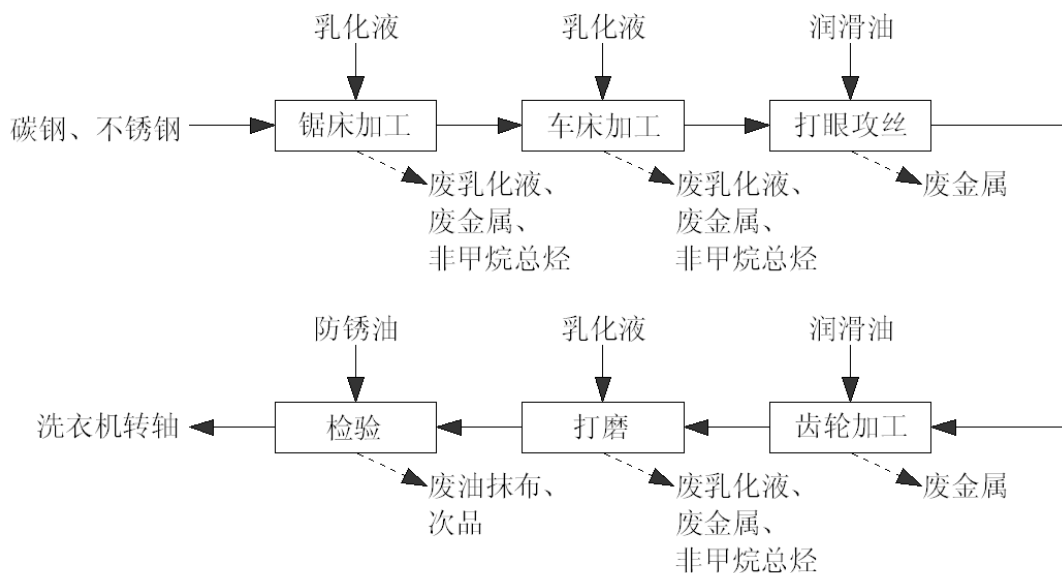 乳化液
乳化液
润滑油
碳钢、不锈钢
锯床加工
车床加工
打眼攻丝
废乳化液、
废金属、
非甲烷总烃
废乳化液、
废金属、
非甲烷总烃
废金属
防锈油
乳化液
润滑油
洗衣机转轴
检验
打磨
齿轮加工
废油抹布、
次品
废乳化液、
废金属、
非甲烷总烃
废金属